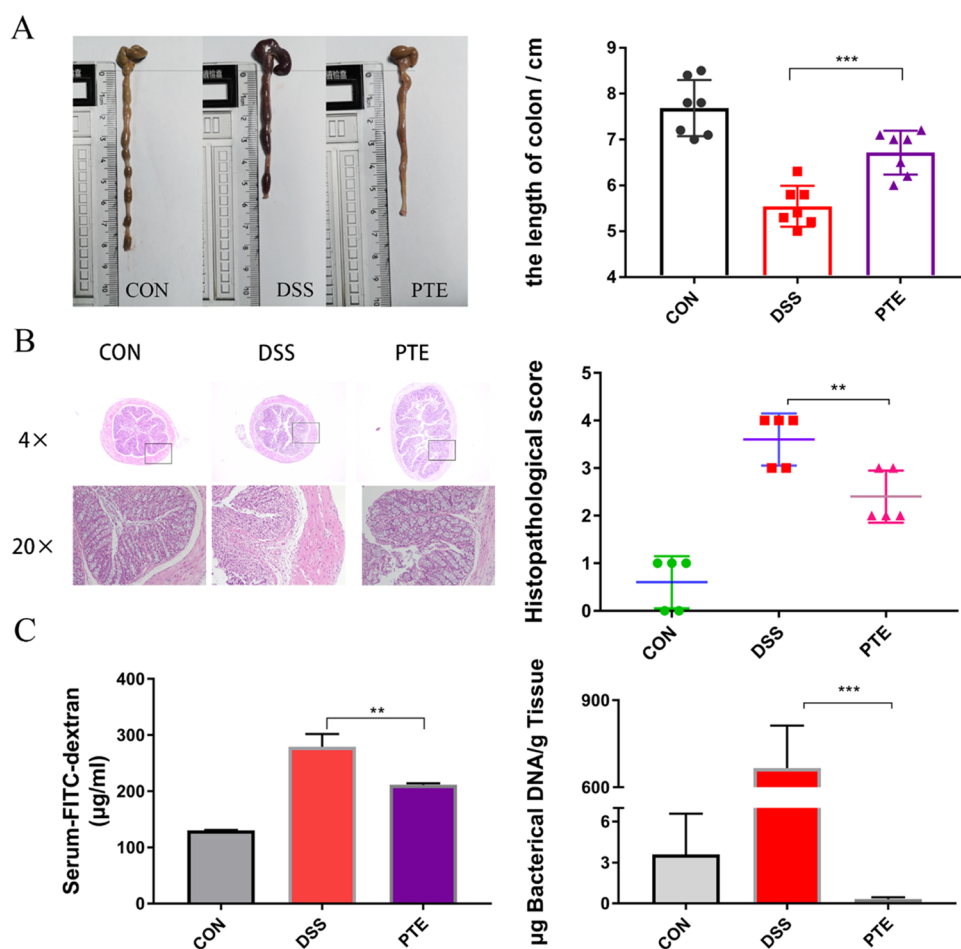 A
CON
DSS
PTE
the length of colon / cm
9
8
7
6
5
4
***
CON
DSS
PTE
B
CON
DSS
PTE
4×
20×
Histopathological score
5
4
3
2
1
0
**
CON
DSS
PTE
C
Serum-FITC-dextran
(µg/ml)
400
300
200
100
0
**
CON
DSS
PTE
µg Bacterical DNA/g Tissue
900
600
6
3
0
***
CON
DSS
PTE